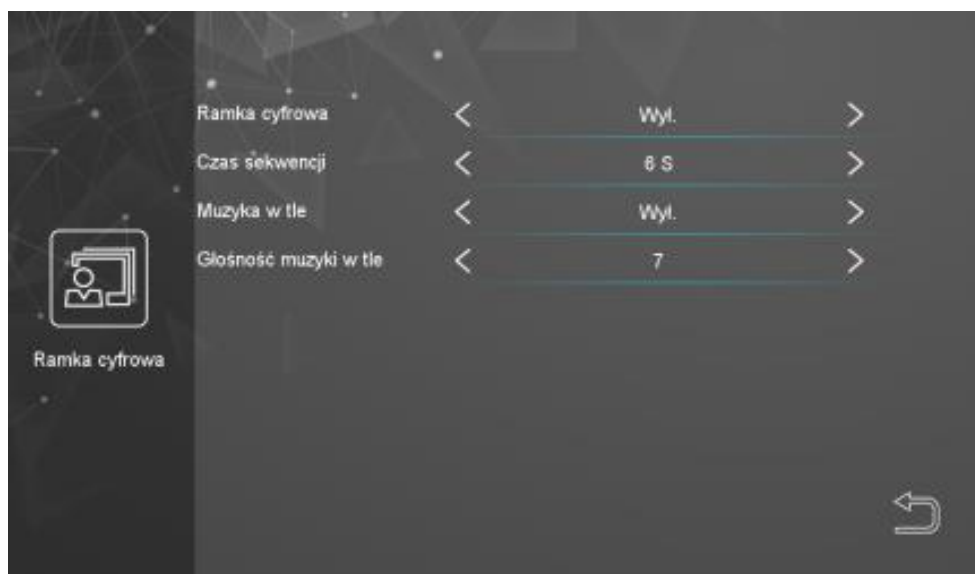 Ramka cyfrowa < Wył. >
Czas sekwencji < 6 S >
Muzyka w tle < Wył. >
Głośność muzyki w tle < 7 >
Ramka cyfrowa